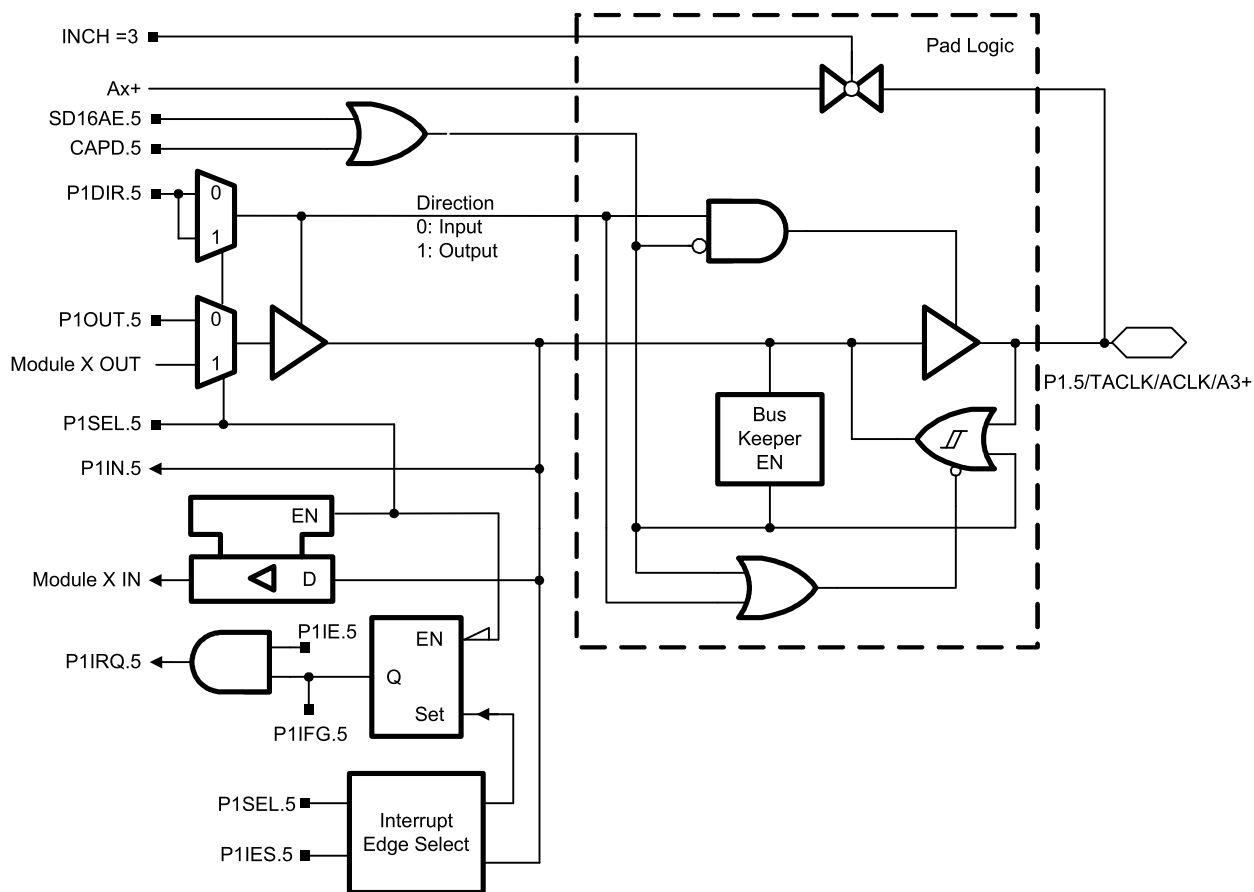 INCH =3
Pad Logic
Ax+
SD16AE.5
CAPD.5
P1DIR.5
0
1
Direction
0: Input
1: Output
P1OUT.5
0
Module X OUT
1
P1.5/TACLK/ACLK/A3+
P1SEL.5
Bus
Keeper
EN
P1IN.5
EN
Module X IN
D
P1IE.5
EN
P1IRQ.5
Q
Set
P1IFG.5
P1SEL.5
Interrupt
Edge Select
P1IES.5